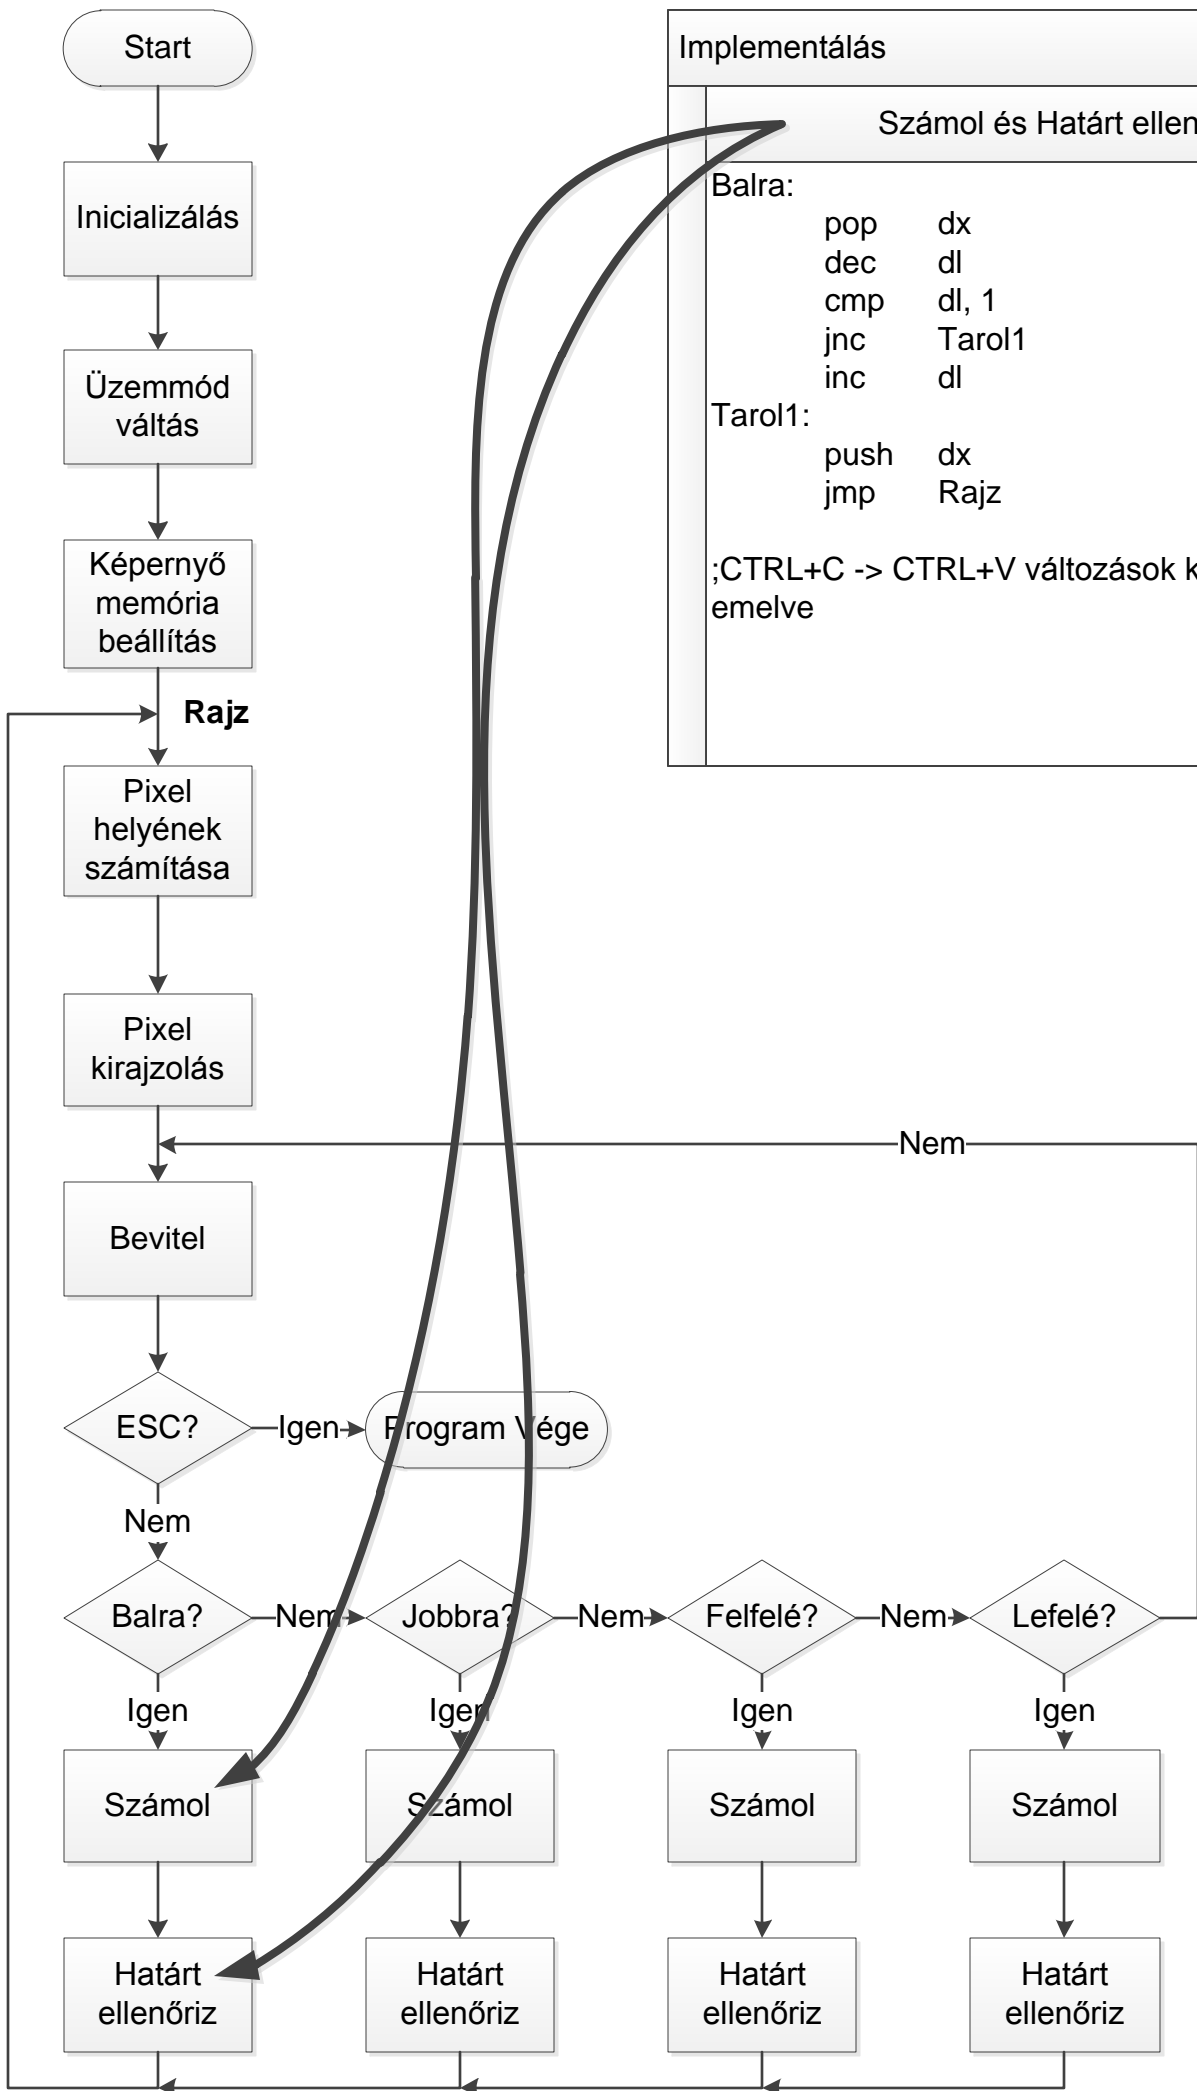 Start
Inicializálás
Üzemmód
váltás
Képernyő
memória
beállítás
Rajz
Pixel
helyének
számítása
Pixel
kirajzolás
Nem
Bevitel
ESC?
Igen
Program Vége
Nem
Balra?
Nem
Jobbra?
Nem
Felfelé?
Nem
Lefelé?
Igen
Igen
Igen
Igen
Számol
Számol
Számol
Számol
Határt
ellenőriz
Határt
ellenőriz
Határt
ellenőriz
Határt
ellenőriz
Implementálás
Számol és Határt ellen
Balra:
pop dx
dec dl
cmp dl, 1
jnc Tarol1
inc dl
Tarol1:
push dx
jmp Rajz
;CTRL+C -> CTRL+V változások k
emelve